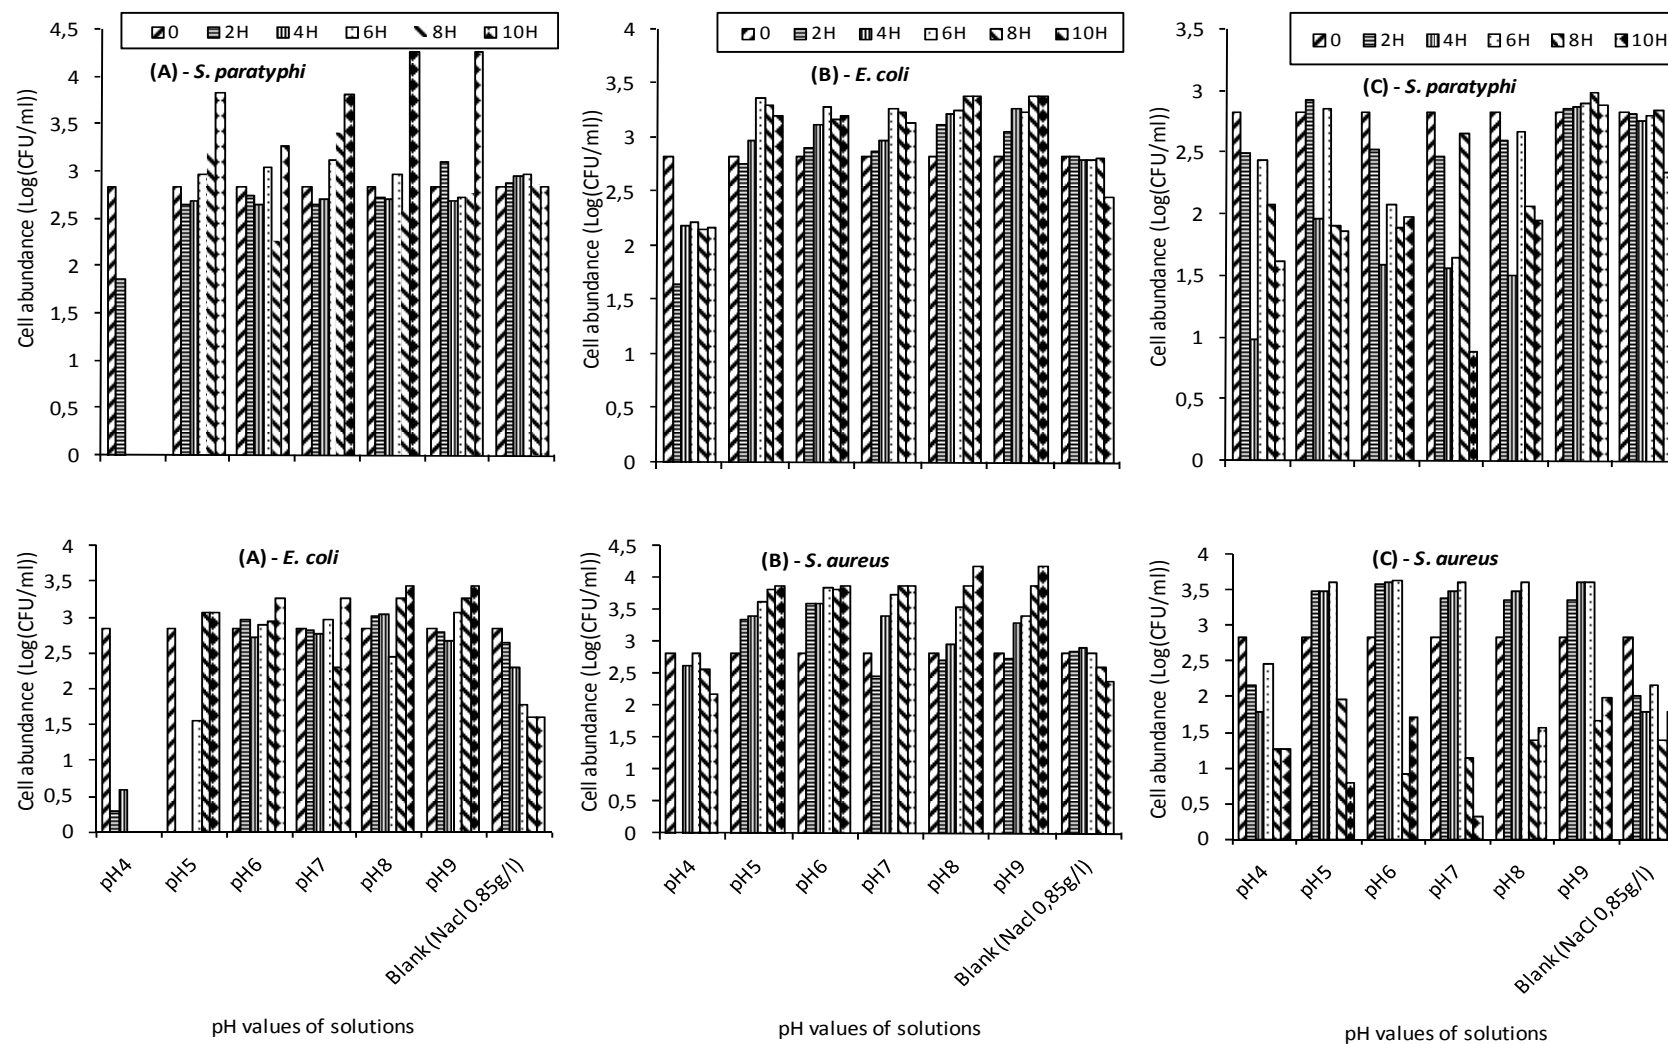 Cell abundance (Log(CFU/ml))
4,5
4
3,5
3
2,5
2
1,5
1
0,5
0
0 2H 4H 6H 8H 10H
(A) - S. paratyphi
Cell abundance (Log(CFU/ml))
4
3,5
3
2,5
2
1,5
1
0,5
0
0 2H 4H 6H 8H 10H
(B) - E. coli
Cell abundance (Log(CFU/ml))
3,5
3
2,5
2
1,5
1
0,5
0
0 2H 4H 6H 8H 10H
(C) - S. paratyphi
Cell abundance (Log(CFU/ml))
4
3,5
3
2,5
2
1,5
1
0,5
0
(A) - E. coli
pH4
pH5
pH6
pH7
pH8
pH9
Blank (Nacl 0.85g/l)
pH values of solutions
Cell abundance (Log(CFU/ml))
4,5
4
3,5
3
2,5
2
1,5
1
0,5
0
(B) - S. aureus
pH4
pH5
pH6
pH7
pH8
pH9
Blank (NaCl 0,85g/l)
pH values of solutions
Cell abundance (Log(CFU/ml))
4
3,5
3
2,5
2
1,5
1
0,5
0
(C) - S. aureus
pH4
pH5
pH6
pH7
pH8
pH9
Blank (NaCl 0,85g/l)
pH values of solutions